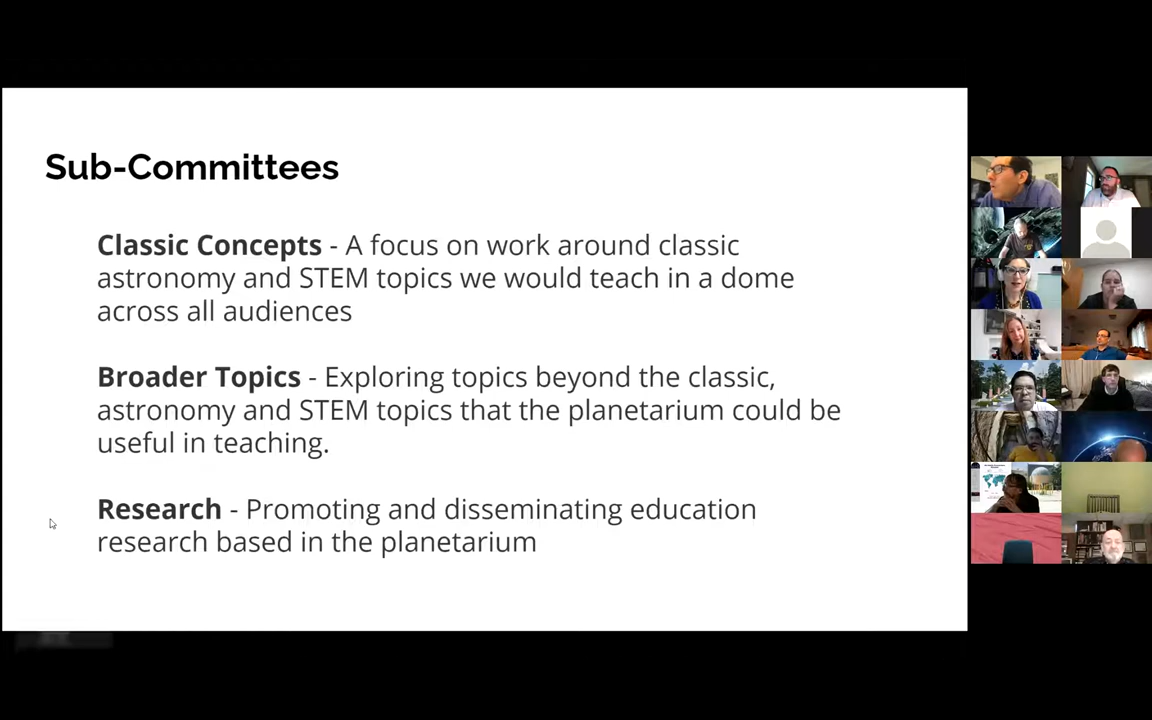 Sub-Committees
Classic Concepts - A focus on work around classic
astronomy and STEM topics we would teach in a dome
across all audiences
Broader Topics - Exploring topics beyond the classic,
astronomy and STEM topics that the planetarium could be
useful in teaching.
Research - Promoting and disseminating education
research based in the planetarium